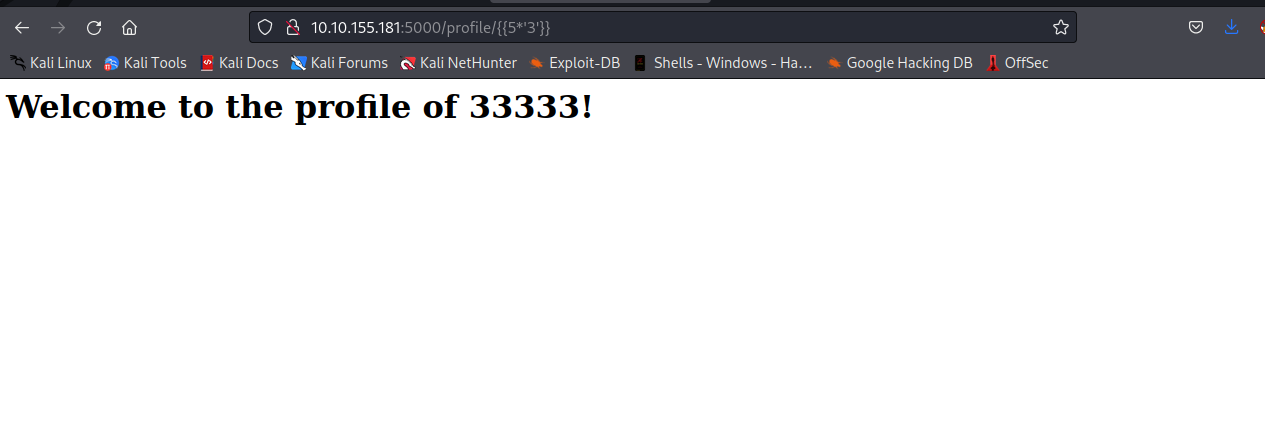 10.10.155.181:5000/profile/{{5*'3'}}
Kali Linux Kali Tools Kali Docs Kali Forums Kali NetHunter Exploit-DB Shells - Windows - Ha... Google Hacking DB OffSec
Welcome to the profile of 33333!